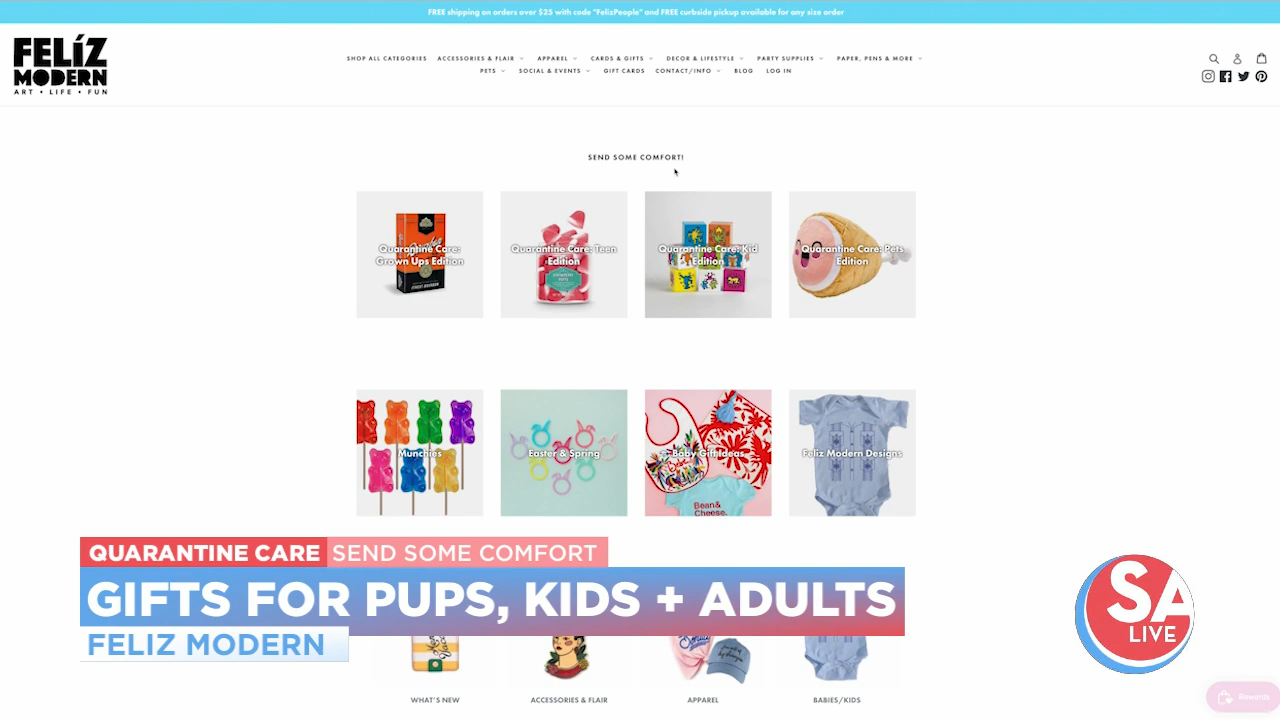 FREE shipping on orders over $25 with code "FelizPeople" and FREE curbside pickup available for any size order
FELÍZ
MODERN
ART • LIFE • FUN
SHOP ALL CATEGORIES ACCESSORIES & FLAIR APPAREL CARDS & GIFTS DECOR & LIFESTYLE PARTY SUPPLIES PAPER, PENS & MORE
PETS SOCIAL & EVENTS GIFT CARDS CONTACT/INFO BLOG LOG IN
SEND SOME COMFORT!
Quarantine Care:
Grown Ups Edition
Quarantine Care: Teen
Edition
Quarantine Care: Kid
Edition
Quarantine Care: Pets
Edition
Munchies
Easter & Spring
Baby Gift Ideas
Bean&
Cheese.
Feliz Modern Designs
QUARANTINE CARE SEND SOME COMFORT
GIFTS FOR PUPS, KIDS + ADULTS
FELIZ MODERN
SA
LIVE
WHAT'S NEW
ACCESSORIES & FLAIR
APPAREL
BABIES/KIDS
Rewards